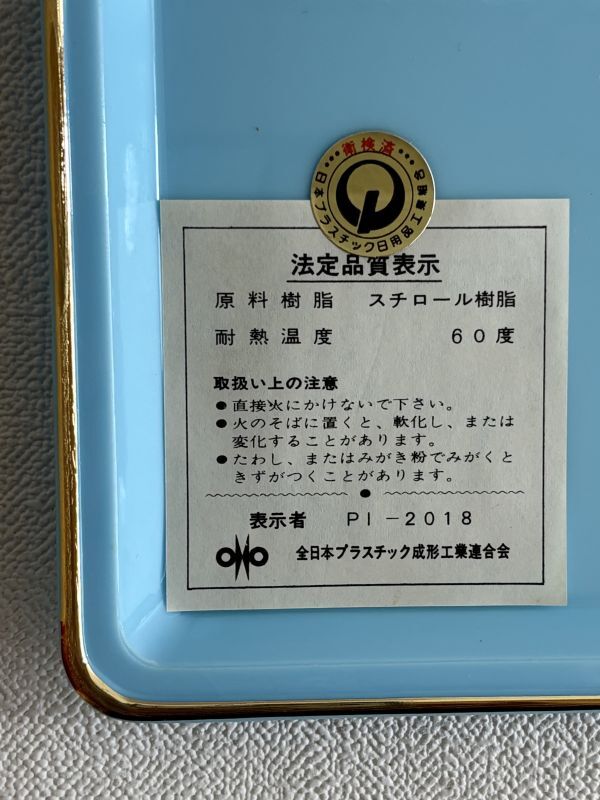 衛検済
日本プラスチック日用品工業組合
法定品質表示
原料樹脂 スチロール樹脂
耐熱温度 60度
取扱い上の注意
●直接火にかけないで下さい。
●火のそばに置くと、軟化し、または
変化することがあります。
●たわし、またはみがき粉でみがくと
きずがつくことがあります。
表示者 PI-2018
全日本プラスチック成形工業連合会